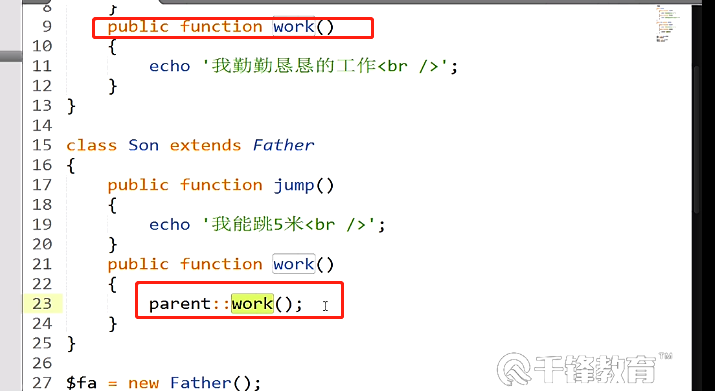 8 }
9 public function work()
10 {
11 echo '我勤勤恳恳的工作<br />';
12 }
13 }
14
15 class Son extends Father
16 {
17 public function jump()
18 {
19 echo '我能跳5米<br />';
20 }
21 public function work()
22 {
23 parent::work();
24 }
25 }
26
27 $fa = new Father();
千锋教育™